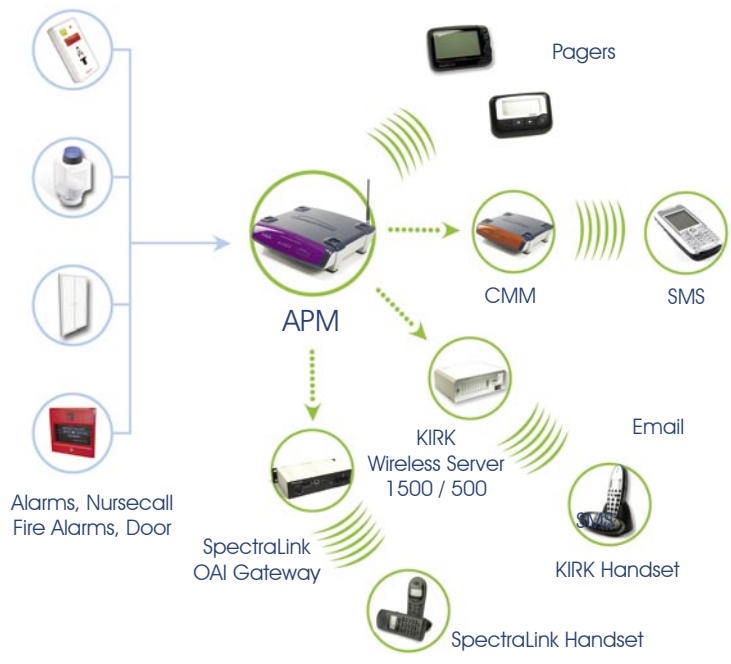 Pagers
APM
CMM
SMS
KIRK
Wireless Server
1500 / 500
Email
SMS
KIRK Handset
Alarms, Nursecall
Fire Alarms, Door
SpectraLink
OAI Gateway
SpectraLink Handset